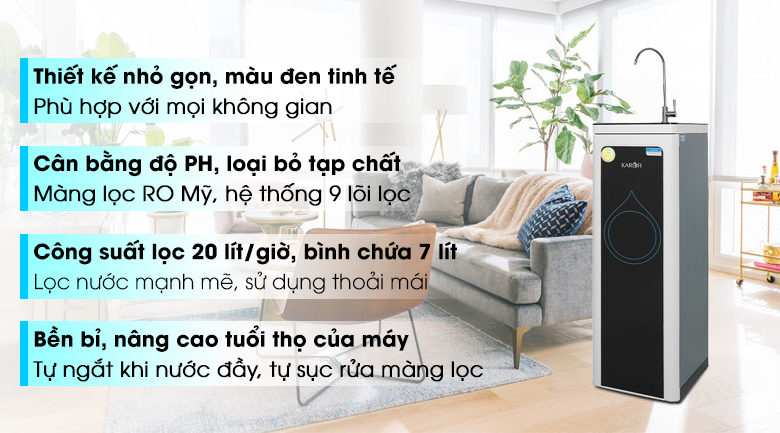 Thiết kế nhỏ gọn, màu đen tinh tế
Phù hợp với mọi không gian
Cân bằng độ PH, loại bỏ tạp chất
Màng lọc RO Mỹ, hệ thống 9 lõi lọc
Công suất lọc 20 lít/giờ, bình chứa 7 lít
Lọc nước mạnh mẽ, sử dụng thoải mái
Bền bỉ, nâng cao tuổi thọ của máy
Tự ngắt khi nước đầy, tự sục rửa màng lọc
KAROFI